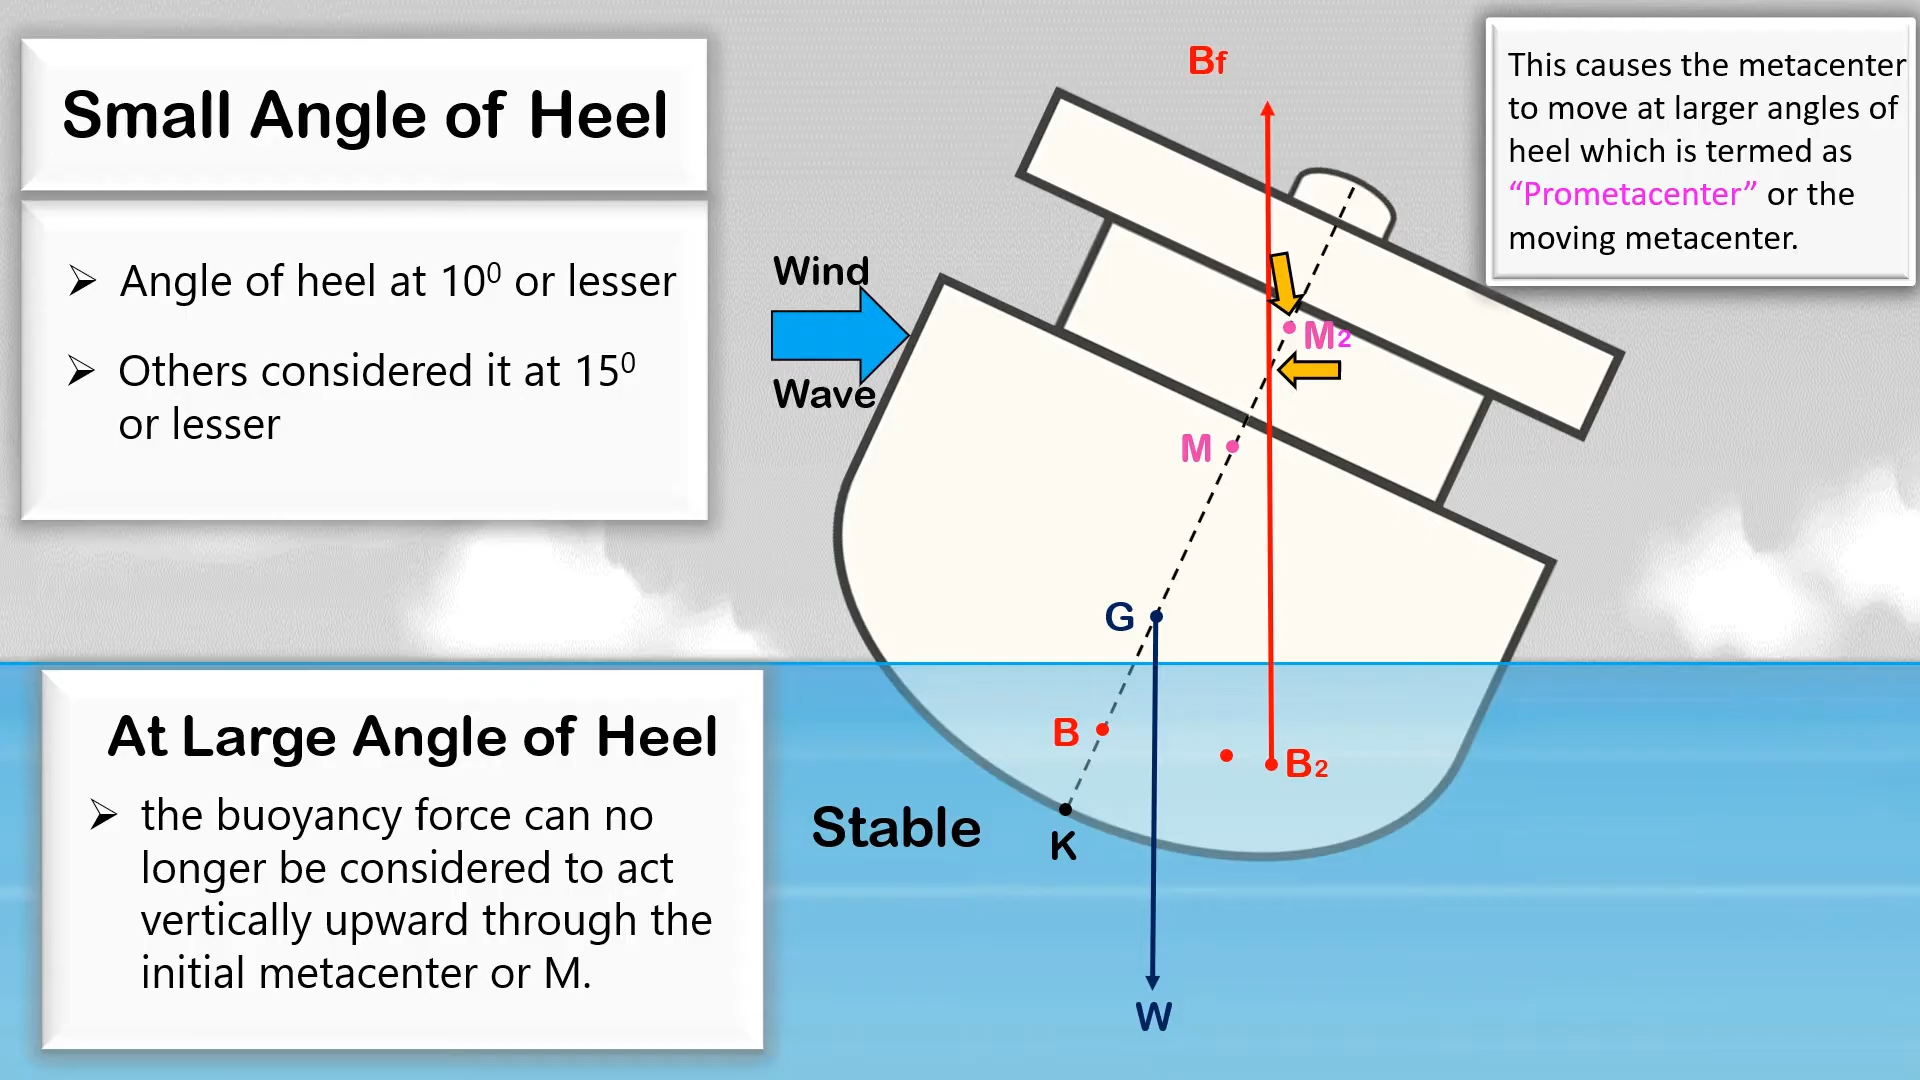 Small Angle of Heel
➢ Angle of heel at 10⁰ or lesser
➢ Others considered it at 15⁰
or lesser
At Large Angle of Heel
➢ the buoyancy force can no
longer be considered to act
vertically upward through the
initial metacenter or M.
Wind
Wave
Stable
Bf
M2
M
G
B
B2
K
W
This causes the metacenter
to move at larger angles of
heel which is termed as
“Prometacenter” or the
moving metacenter.